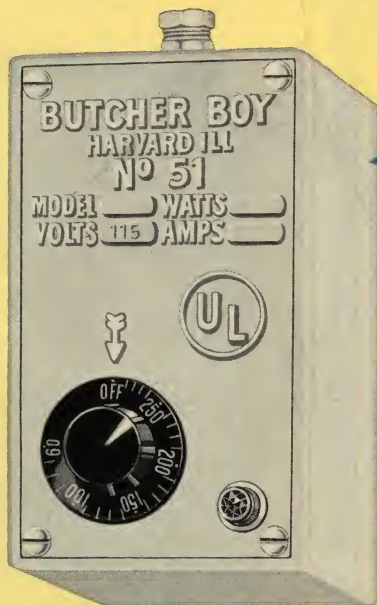 BUTCHER BOY
HARVARD ILL
Nº 51
MODEL WATTS
VOLTS 115 AMPS
UL
OFF
250
200
150
100
60